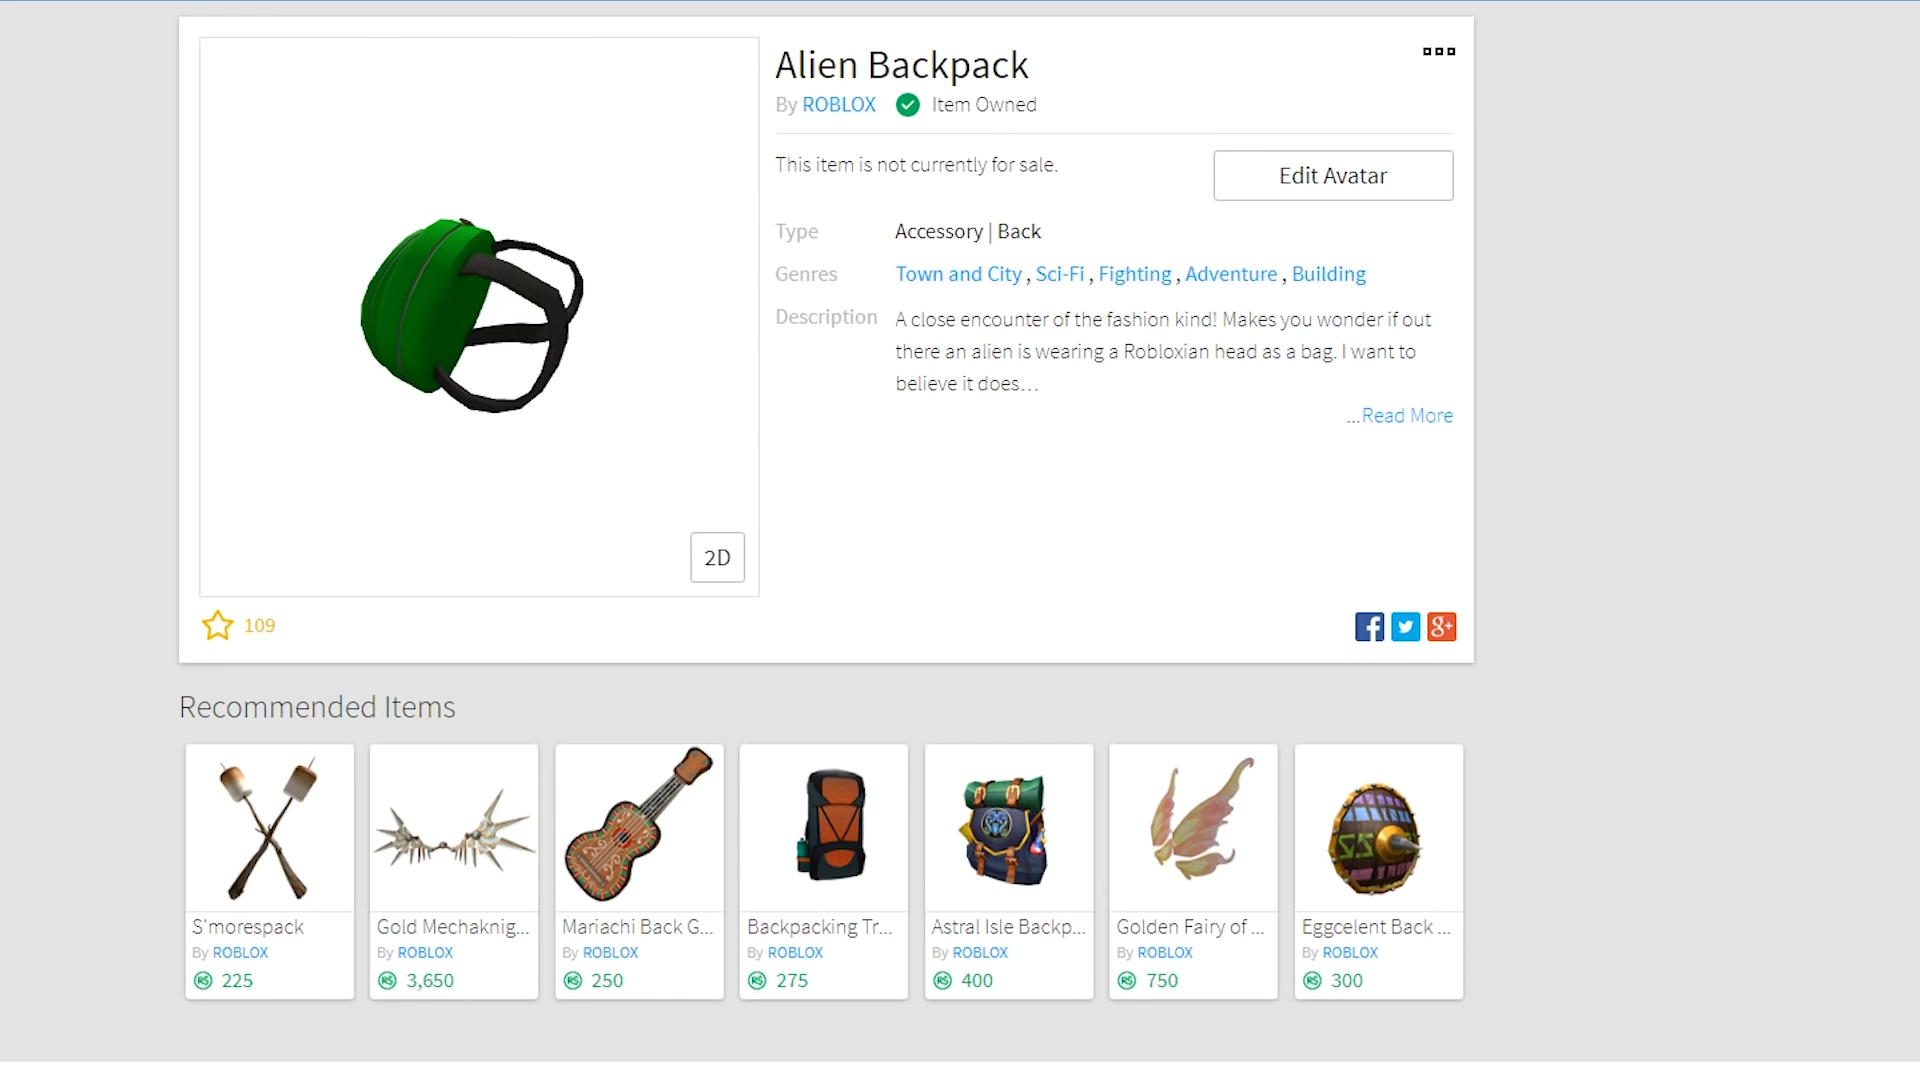 Alien Backpack
By ROBLOX Item Owned
This item is not currently for sale.
Edit Avatar
Type Accessory | Back
Genres Town and City , Sci-Fi , Fighting , Adventure , Building
Description A close encounter of the fashion kind! Makes you wonder if out
there an alien is wearing a Robloxian head as a bag. I want to
believe it does...
...Read More
2D
109
Recommended Items
S'morespack
By ROBLOX
R$ 225
Gold Mechaknig...
By ROBLOX
R$ 3,650
Mariachi Back G...
By ROBLOX
R$ 250
Backpacking Tr...
By ROBLOX
R$ 275
Astral Isle Backp...
By ROBLOX
R$ 400
Golden Fairy of ...
By ROBLOX
R$ 750
Eggcelent Back ...
By ROBLOX
R$ 300